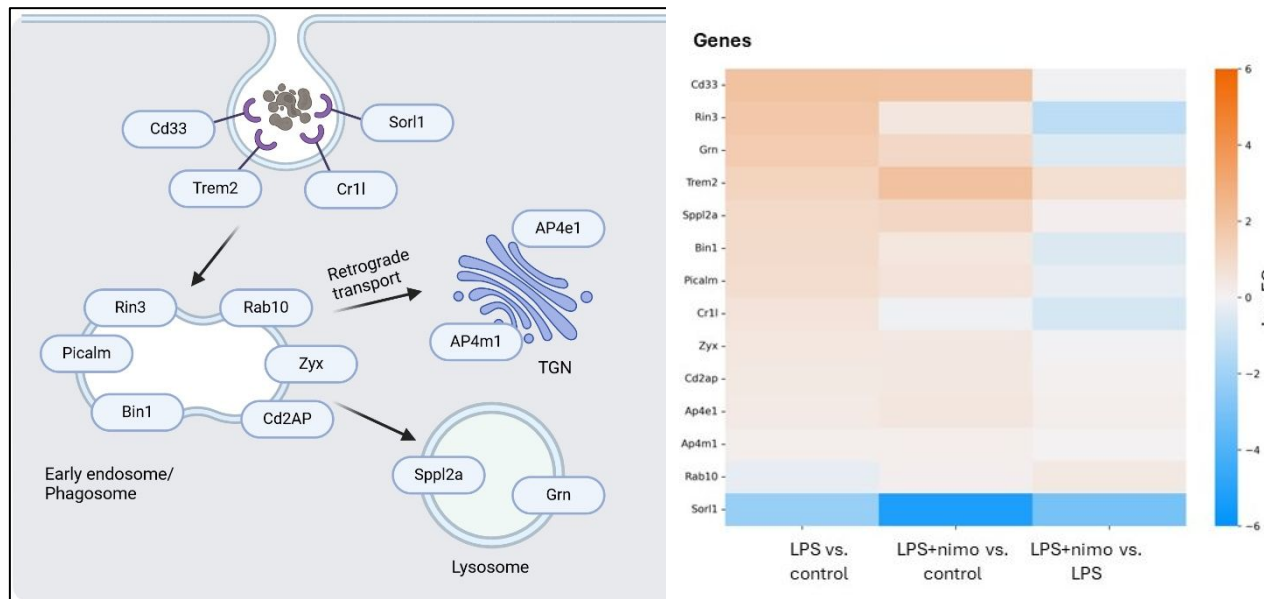 Cd33
Sorl1
Trem2
Cr1l
AP4e1
Retrograde
transport
Rin3
Rab10
AP4m1
TGN
Picalm
Zyx
Bin1
Cd2AP
Early endosome/
Phagosome
Sppl2a
Grn
Lysosome
Genes
Cd33
Rin3
Grn
Trem2
Sppl2a
Bin1
Picalm
Cr1l
Zyx
Cd2ap
Ap4e1
Ap4m1
Rab10
Sorl1
LPS vs.
control
LPS+nimo vs.
control
LPS+nimo vs.
LPS
6
4
2
0
−2
−4
−6